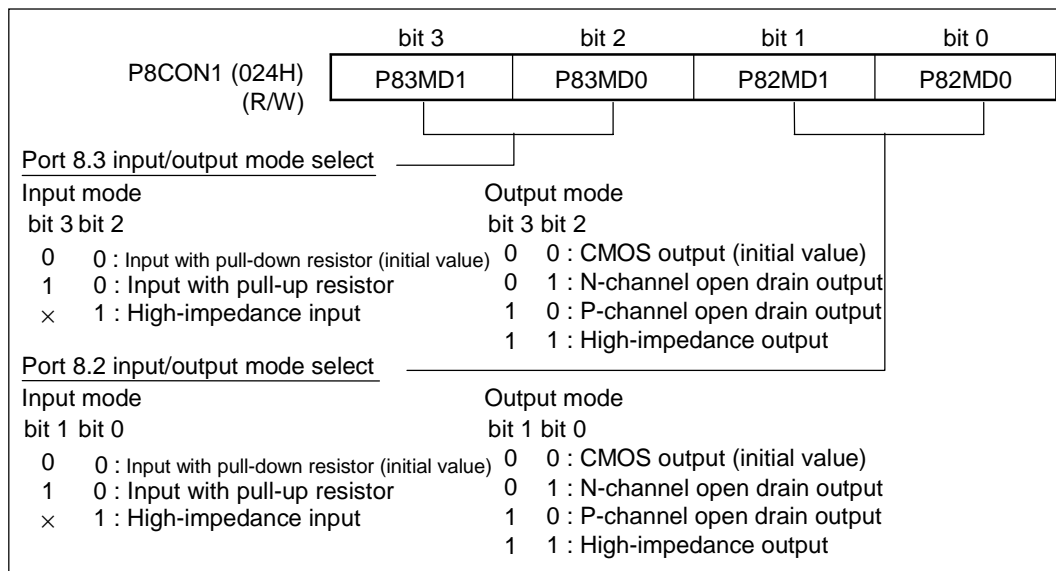 bit 3 bit 2 bit 1 bit 0
P8CON1 (024H) P83MD1 P83MD0 P82MD1 P82MD0
(R/W)
Port 8.3 input/output mode select
Input mode Output mode
bit 3 bit 2 bit 3 bit 2
0 0 : Input with pull-down resistor (initial value) 0 0 : CMOS output (initial value)
1 0 : Input with pull-up resistor 0 1 : N-channel open drain output
× 1 : High-impedance input 1 0 : P-channel open drain output
1 1 : High-impedance output
Port 8.2 input/output mode select
Input mode Output mode
bit 1 bit 0 bit 1 bit 0
0 0 : Input with pull-down resistor (initial value) 0 0 : CMOS output (initial value)
1 0 : Input with pull-up resistor 0 1 : N-channel open drain output
× 1 : High-impedance input 1 0 : P-channel open drain output
1 1 : High-impedance output